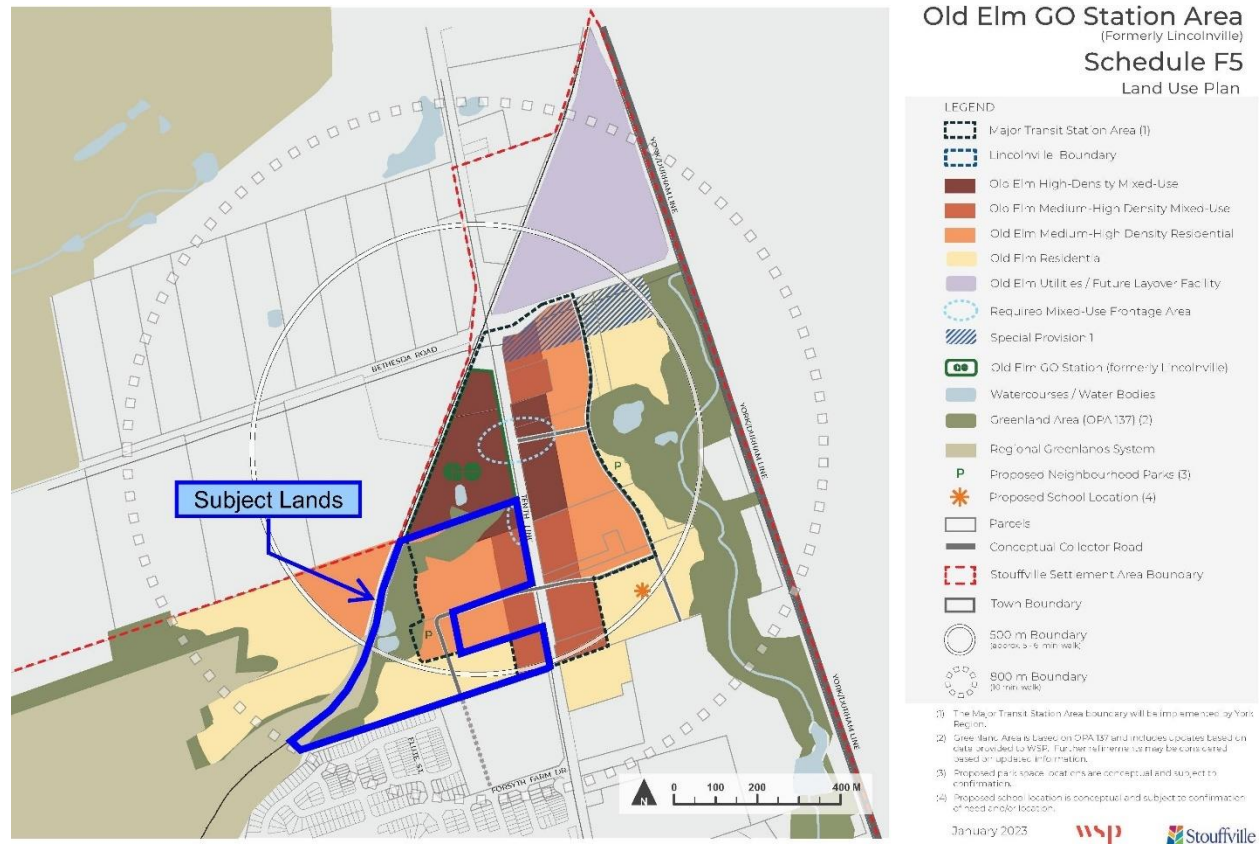 Old Elm GO Station Area
(Formerly Lincolnville)
Schedule F5
Land Use Plan
LEGEND
Major Transit Station Area (1)
Lincolnville Boundary
Old Elm High-Density Mixed-Use
Old Elm Medium-High Density Mixed-Use
Old Elm Medium-High Density Residential
Old Elm Residential
Old Elm Utilities / Future Layover Facility
Required Mixed-Use Frontage Area
Special Provision 1
Old Elm GO Station (formerly Lincolnville)
Watercourses / Water Bodies
Greenland Area (OPA 137) (2)
Regional Greenlands System
P
Proposed Neighbourhood Parks (3)
Proposed School Location (4)
Parcels
Conceptual Collector Road
Stouffville Settlement Area Boundary
Town Boundary
500 m Boundary
(approx. 5 - 6 min walk)
800 m Boundary
(10 min walk)
(1) The Major Transit Station Area boundary will be implemented by York
Region.
(2) Greenland Area is based on OPA 137 and includes updates based on
data provided to WSP. Further refinements may be considered
based on updated information.
(3) Proposed park space locations are conceptual and subject to
confirmation.
(4) Proposed school location is conceptual and subject to confirmation
of need and/or location.
January 2023
wsp
Stouffville
YORK/DURHAM LINE
BETHESDA ROAD
YORK/DURHAM LINE
TENTH LINE
P
Subject Lands
P
YORK/DURHAM LINE
FORSYTH FARM DR.
N
0 100 200 400 M